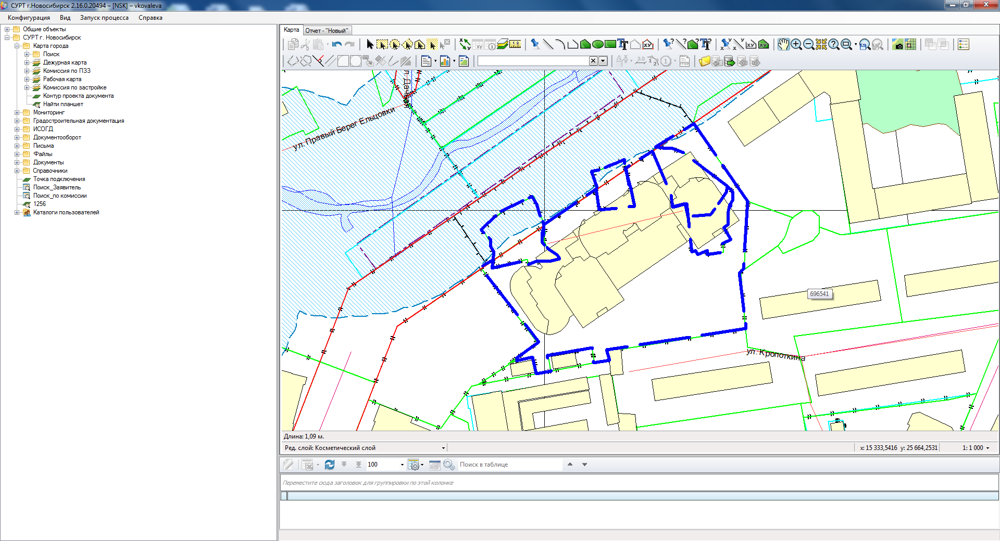 СУРТ г.Новосибирск 2.16.0.20494 – [NSK] – vkovaleva
Конфигурация Вид Запуск процесса Справка
Общие объекты
СУРТ г. Новосибирск
Карта города
Поиск
Дежурная карта
Комиссия по ПЗЗ
Рабочая карта
Комиссия по застройке
Контур проекта документа
Найти планшет
Мониторинг
Градостроительная документация
ИСОГД
Документооборот
Письма
Файлы
Документы
Справочники
Точка подключения
Поиск_Заявитель
Поиск_по комиссии
1256
Каталоги пользователей
Карта Отчет - "Новый"
ул. Правый Берег Ельцовки
696541
ул. Кропоткина
Длина: 1,09 м.
Ред. слой: Косметический слой
x: 15 333,5416 y: 25 664,2531 1: 1 000
100 Поиск в таблице
Переместите сюда заголовок для группировки по этой колонке